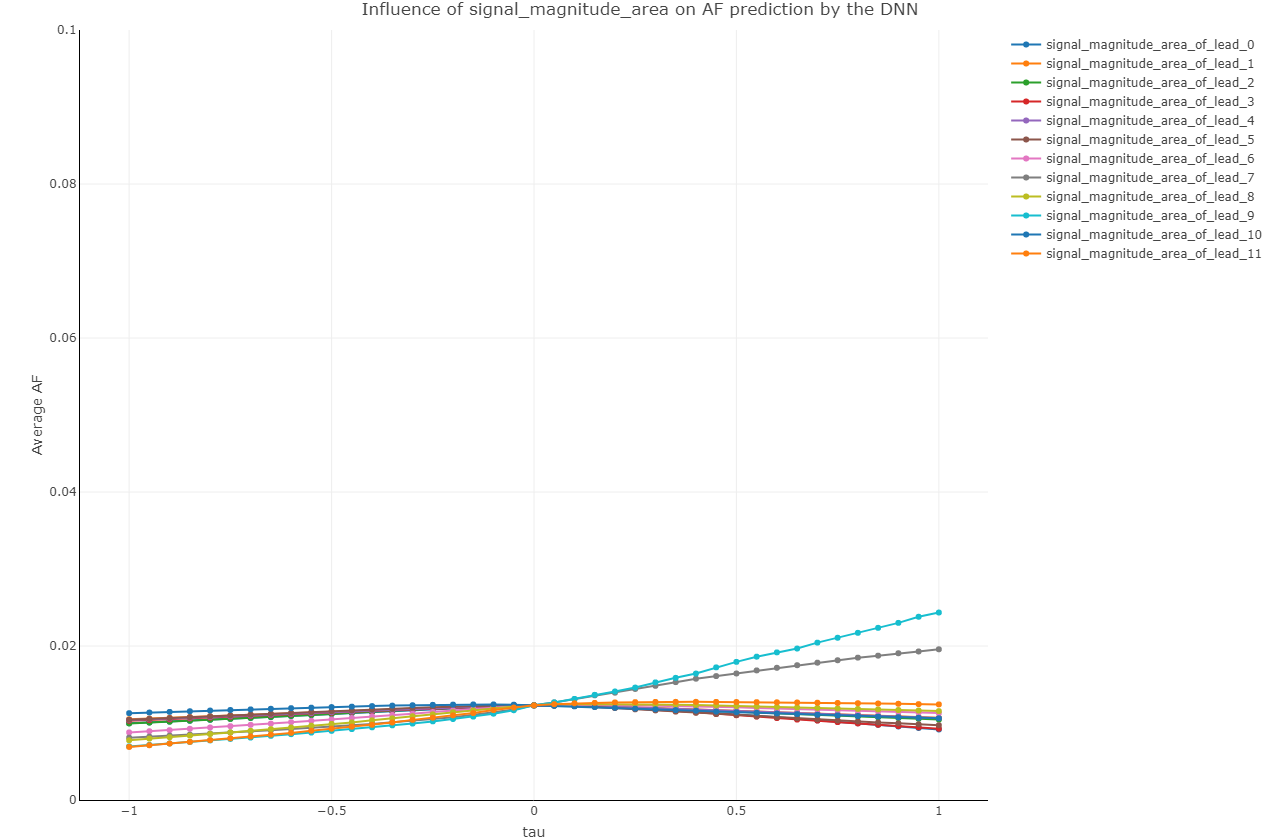 Influence of signal_magnitude_area on AF prediction by the DNN
0.1
0.08
0.06
0.04
0.02
0
Average AF
−1
−0.5
0
0.5
1
tau
signal_magnitude_area_of_lead_0
signal_magnitude_area_of_lead_1
signal_magnitude_area_of_lead_2
signal_magnitude_area_of_lead_3
signal_magnitude_area_of_lead_4
signal_magnitude_area_of_lead_5
signal_magnitude_area_of_lead_6
signal_magnitude_area_of_lead_7
signal_magnitude_area_of_lead_8
signal_magnitude_area_of_lead_9
signal_magnitude_area_of_lead_10
signal_magnitude_area_of_lead_11